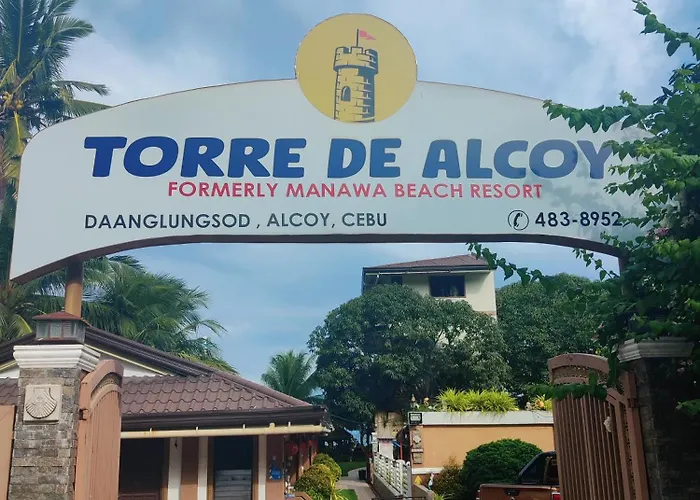 TORRE DE ALCOY
FORMERLY MANAWA BEACH RESORT
DAANGLUNGSOD , ALCOY, CEBU
483-8952